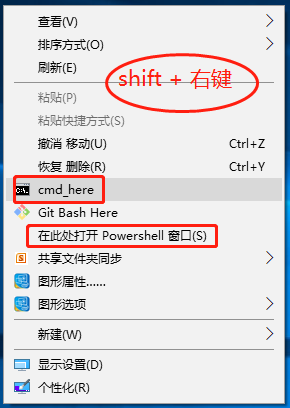 查看(V)
排序方式(O)
刷新(E)
shift + 右键
粘贴(P)
粘贴快捷方式(S)
撤消 移动(U) Ctrl+Z
恢复 删除(R) Ctrl+Y
cmd_here
Git Bash Here
在此处打开 Powershell 窗口(S)
共享文件夹同步
图形属性......
图形选项
新建(W)
显示设置(D)
个性化(R)